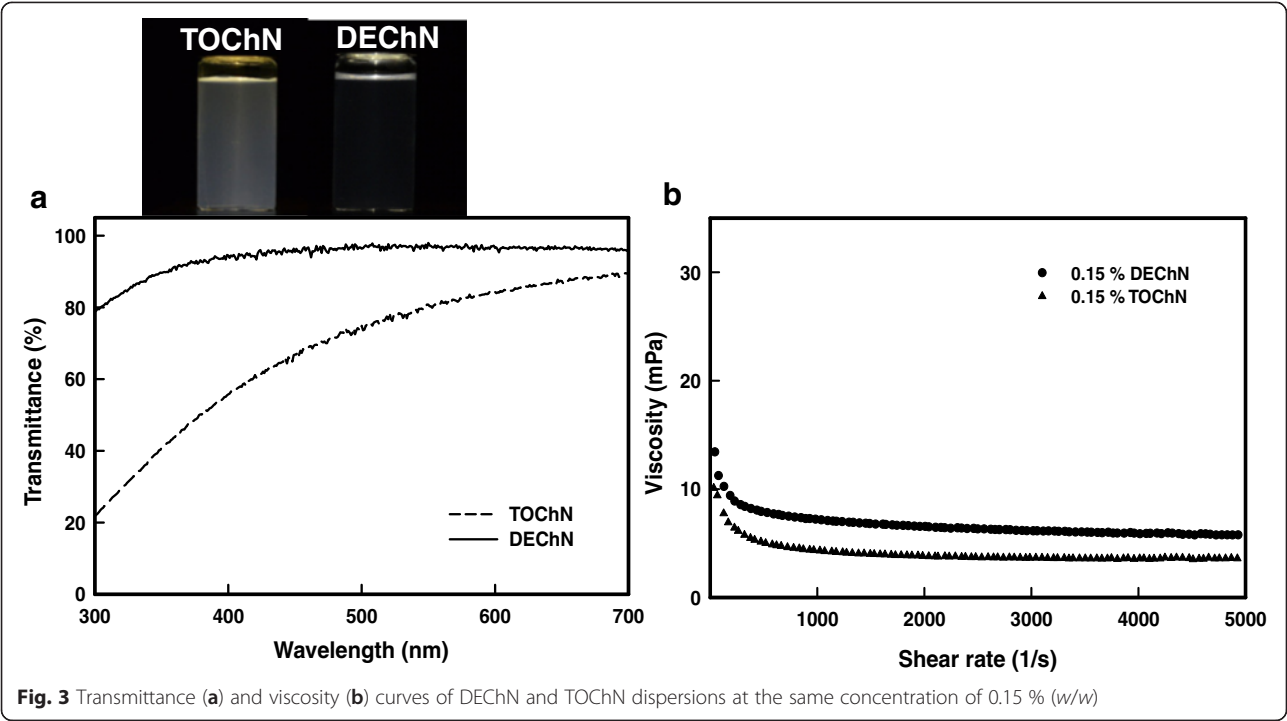 TOChN DEChN
a
100
80
60
40
20
0
300 400 500 600 700
Transmittance (%)
Wavelength (nm)
TOChN
DEChN
b
30
20
10
0
1000 2000 3000 4000 5000
Viscosity (mPa)
Shear rate (1/s)
0.15 % DEChN
0.15 % TOChN
Fig. 3 Transmittance (a) and viscosity (b) curves of DEChN and TOChN dispersions at the same concentration of 0.15 % (w/w)